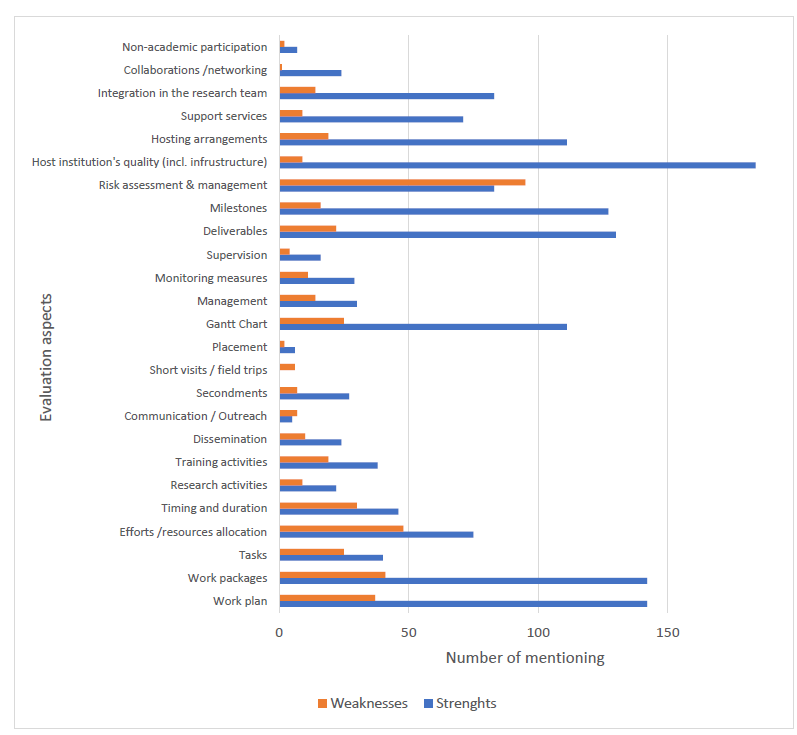 Non-academic participation
Collaborations /networking
Integration in the research team
Support services
Hosting arrangements
Host institution's quality (incl. infrustructure)
Risk assessment & management
Milestones
Deliverables
Supervision
Monitoring measures
Management
Gantt Chart
Placement
Short visits / field trips
Secondments
Communication / Outreach
Dissemination
Training activities
Research activities
Timing and duration
Efforts /resources allocation
Tasks
Work packages
Work plan
Evaluation aspects
0 50 100 150
Number of mentioning
Weaknesses Strenghts